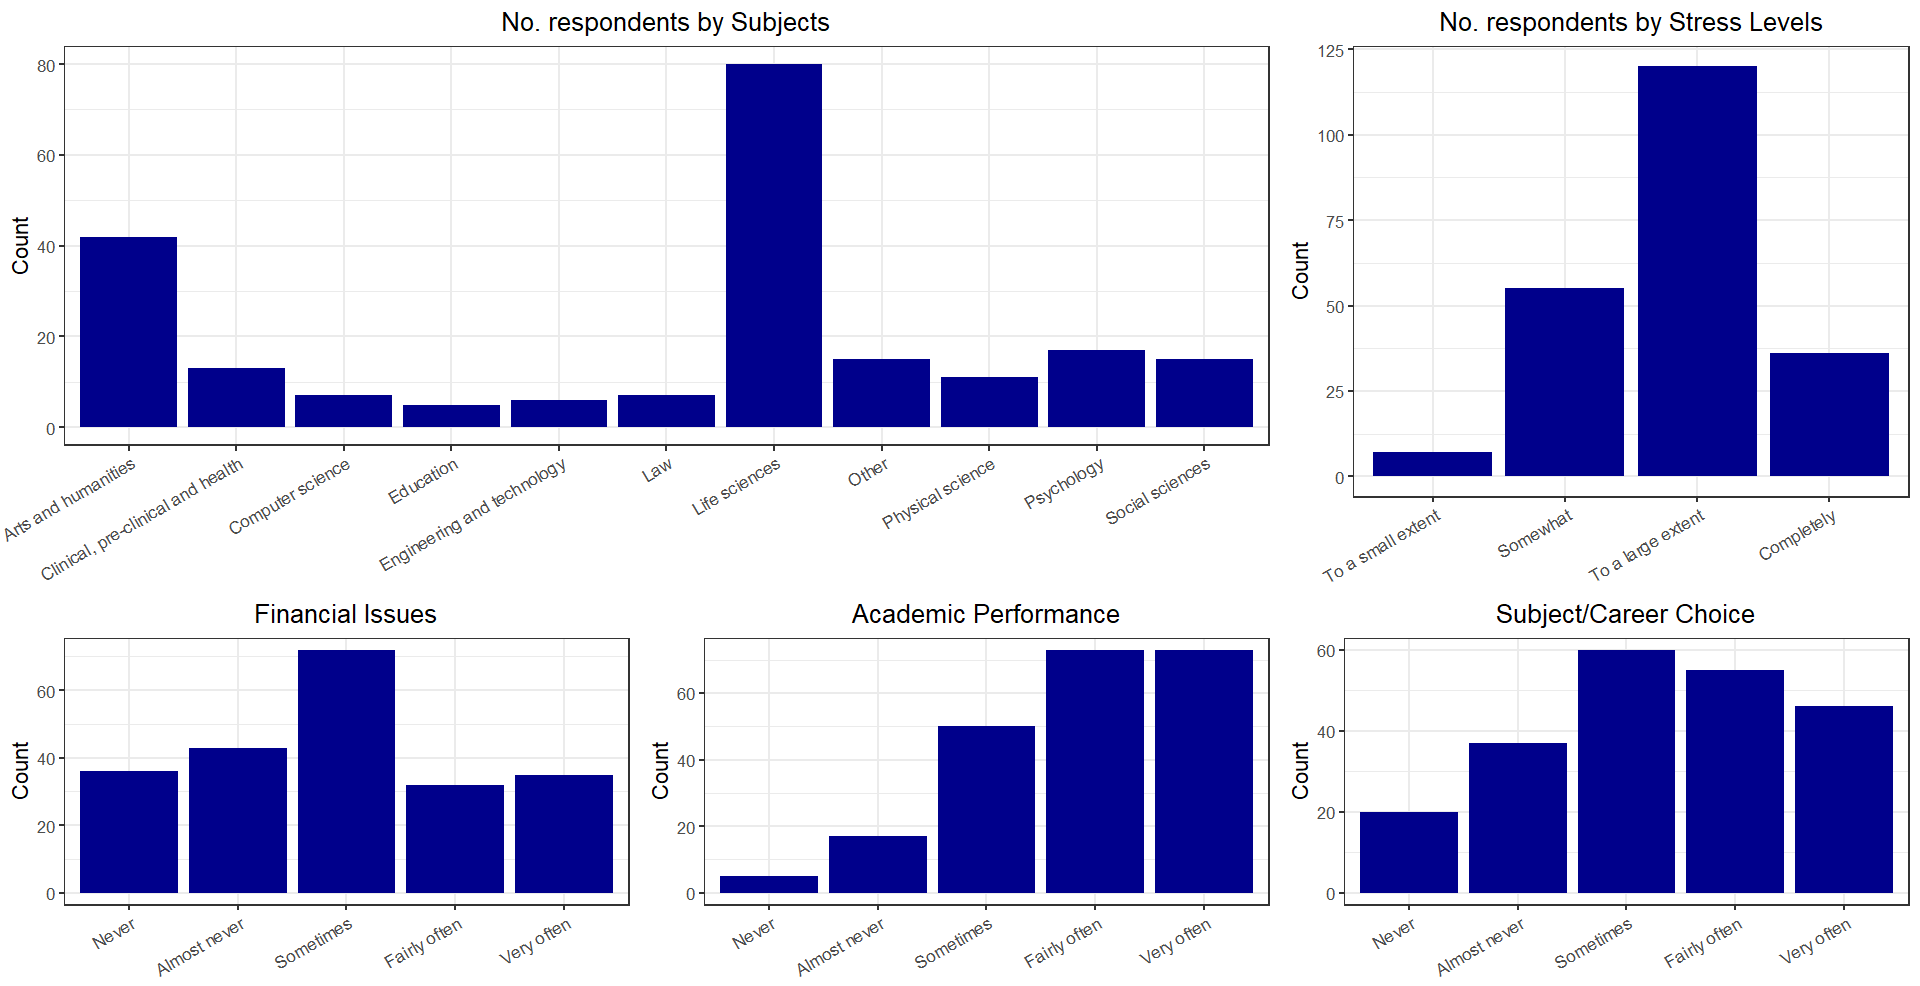 No. respondents by Subjects
Count
80
60
40
20
0
Arts and humanities
Clinical, pre-clinical and health
Computer science
Education
Engineering and technology
Law
Life sciences
Other
Physical science
Psychology
Social sciences
No. respondents by Stress Levels
Count
125
100
75
50
25
0
To a small extent
Somewhat
To a large extent
Completely
Financial Issues
Count
60
40
20
0
Never
Almost never
Sometimes
Fairly often
Very often
Academic Performance
Count
60
40
20
0
Never
Almost never
Sometimes
Fairly often
Very often
Subject/Career Choice
Count
60
40
20
0
Never
Almost never
Sometimes
Fairly often
Very often